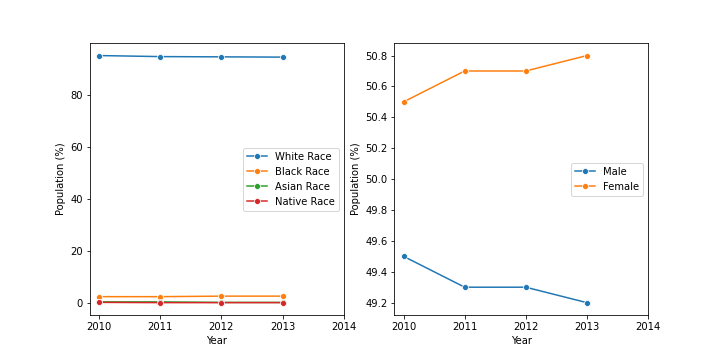 80
60
40
20
0
Population (%)
2010 2011 2012 2013 2014
Year
White Race
Black Race
Asian Race
Native Race
50.8
50.6
50.4
50.2
50.0
49.8
49.6
49.4
49.2
Population (%)
2010 2011 2012 2013 2014
Year
Male
Female